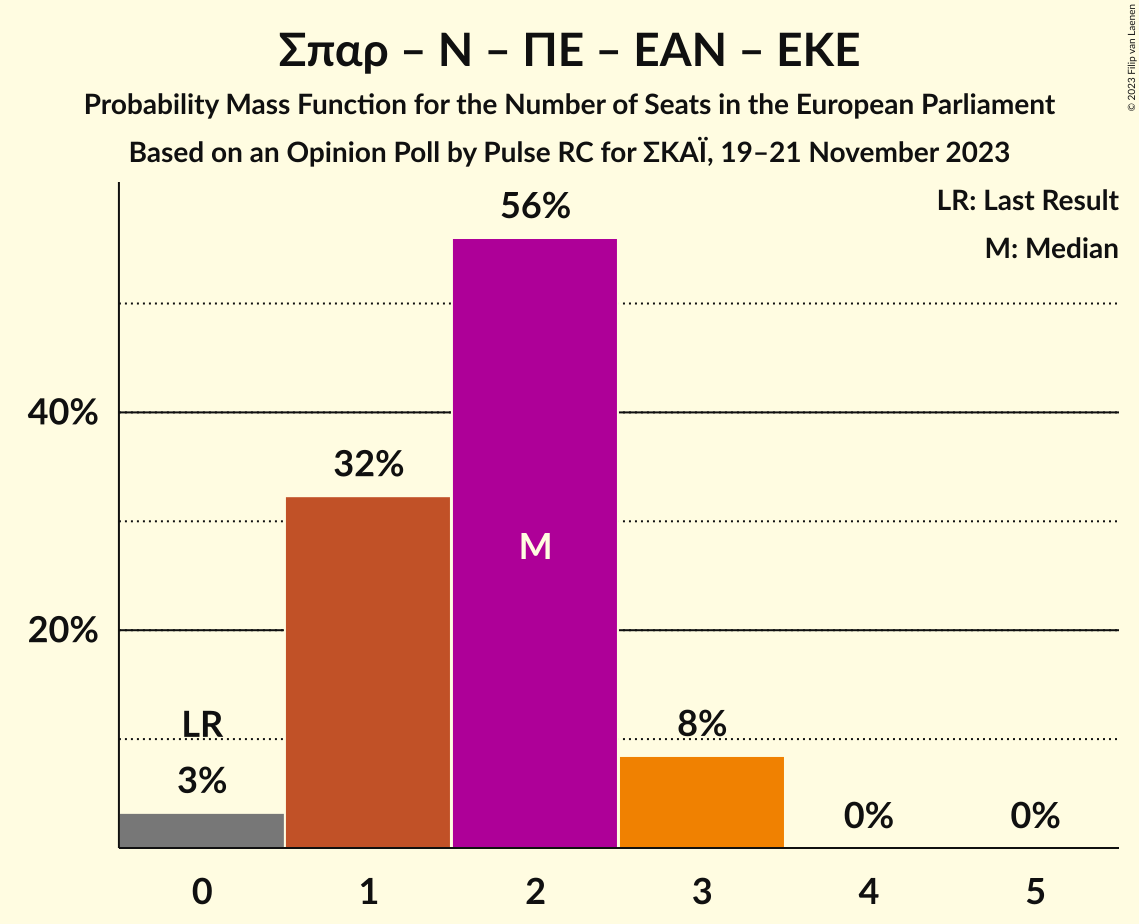 Σπαρ – Ν – ΠΕ – ΕΑΝ – ΕΚΕ
Probability Mass Function for the Number of Seats in the European Parliament
Based on an Opinion Poll by Pulse RC for ΣΚΑΪ, 19–21 November 2023
© 2023 Filip van Laenen
LR: Last Result
M: Median
56%
40%
32%
M
20%
LR
8%
3%
0%
0%
0
1
2
3
4
5